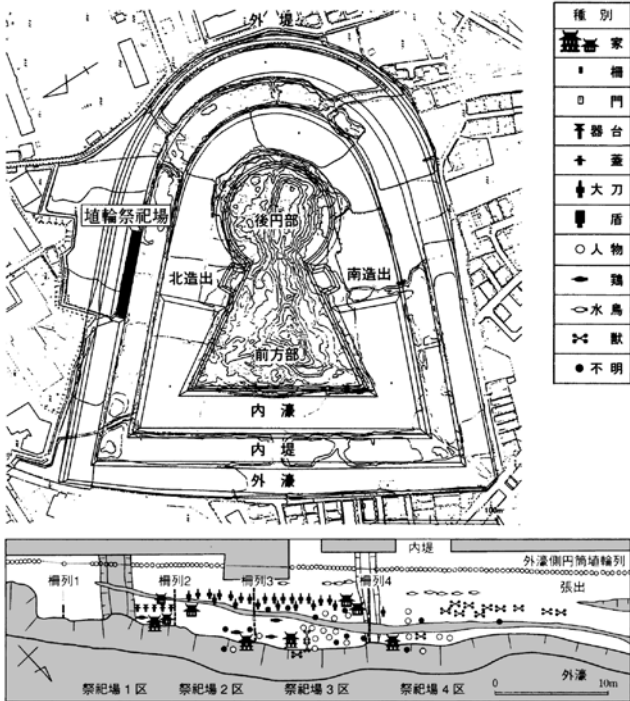 外堤
埴輪祭祀場
後円部
北造出
南造出
前方部
内濠
内堤
外濠
100m
種別
家
柵
門
器台
蓋
大刀
盾
人物
鶏
水鳥
獣
不明
内堤
外濠側円筒埴輪列
柵列1
柵列2
柵列3
柵列4
張出
外濠
0 10m
祭祀場1区
祭祀場2区
祭祀場3区
祭祀場4区